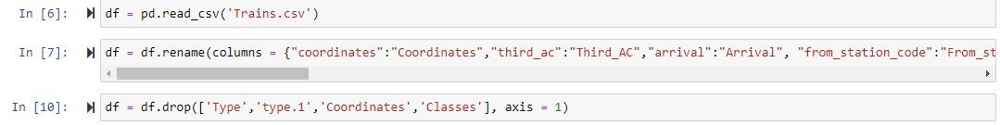 In [6]: df = pd.read_csv('Trains.csv')
In [7]: df = df.rename(columns = {"coordinates":"Coordinates","third_ac":"Third_AC","arrival":"Arrival", "from_station_code":"From_st
In [10]: df = df.drop(['Type','type.1','Coordinates','Classes'], axis = 1)